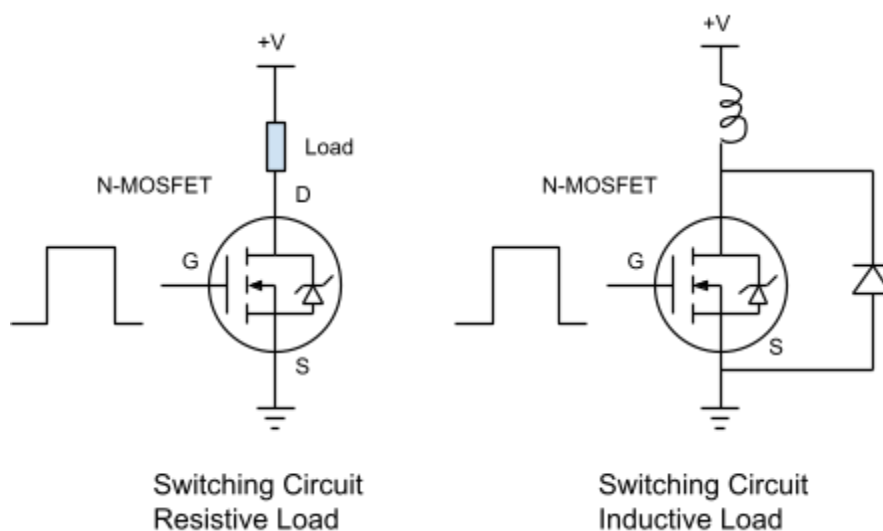 +V
Load
N-MOSFET
D
G
S
Switching Circuit
Resistive Load
+V
N-MOSFET
G
S
Switching Circuit
Inductive Load